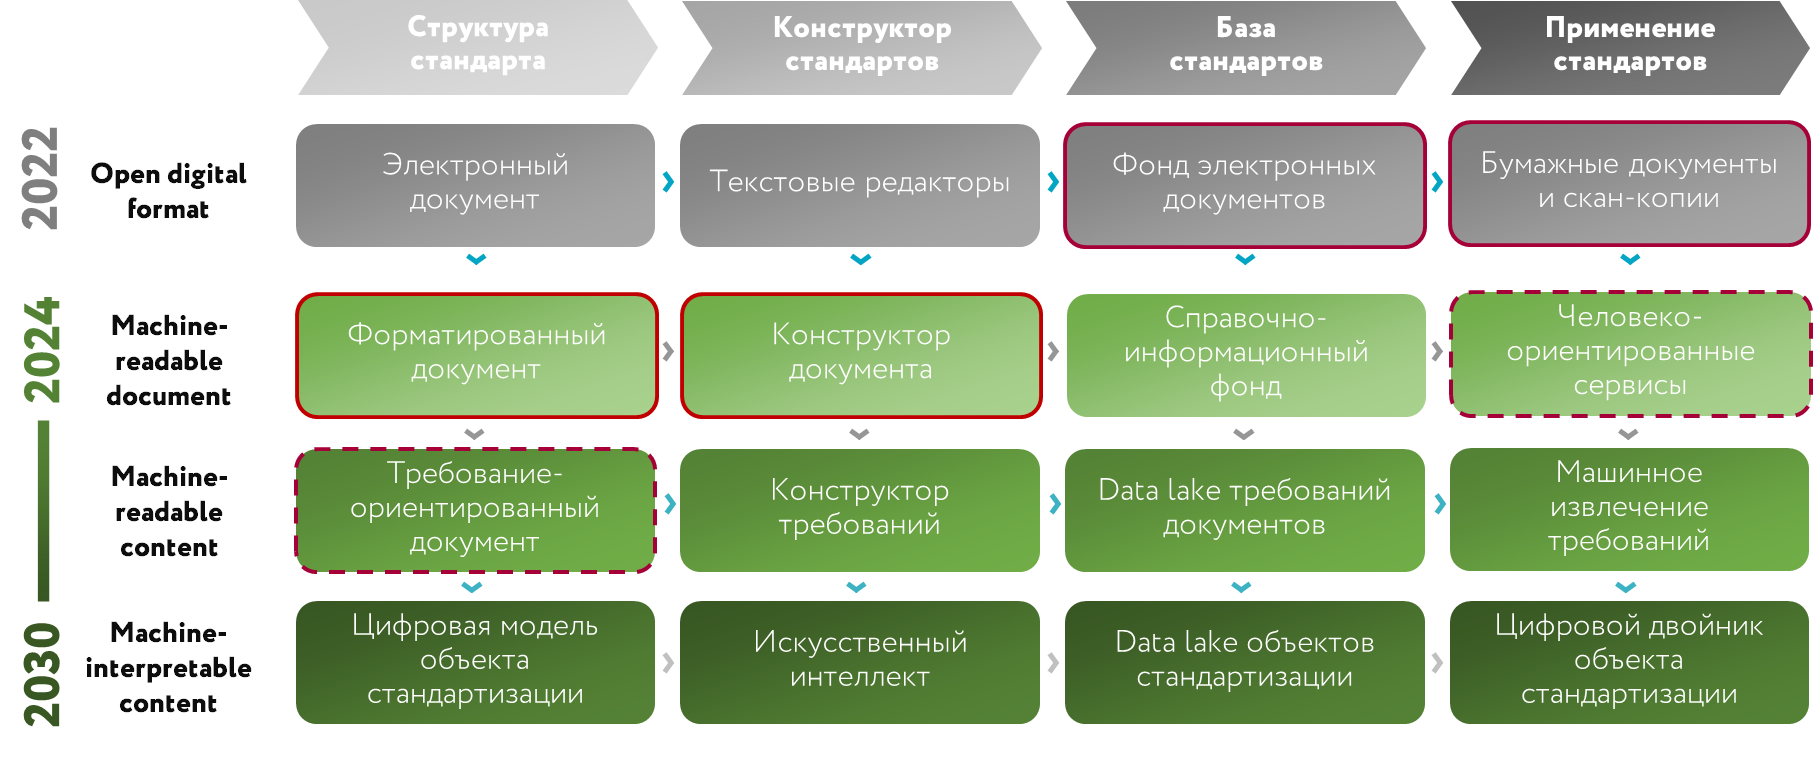 Структура
стандарта
Конструктор
стандартов
База
стандартов
Применение
стандартов
2022
Open digital
format
Электронный
документ
Текстовые редакторы
Фонд электронных
документов
Бумажные документы
и скан-копии
2024
Machine-
readable
document
Форматированный
документ
Конструктор
документа
Справочно-
информационный
фонд
Человеко-
ориентированные
сервисы
Machine-
readable
content
Требование-
ориентированный
документ
Конструктор
требований
Data lake требований
документов
Машинное
извлечение
требований
2030
Machine-
interpretable
content
Цифровая модель
объекта
стандартизации
Искусственный
интеллект
Data lake объектов
стандартизации
Цифровой двойник
объекта
стандартизации